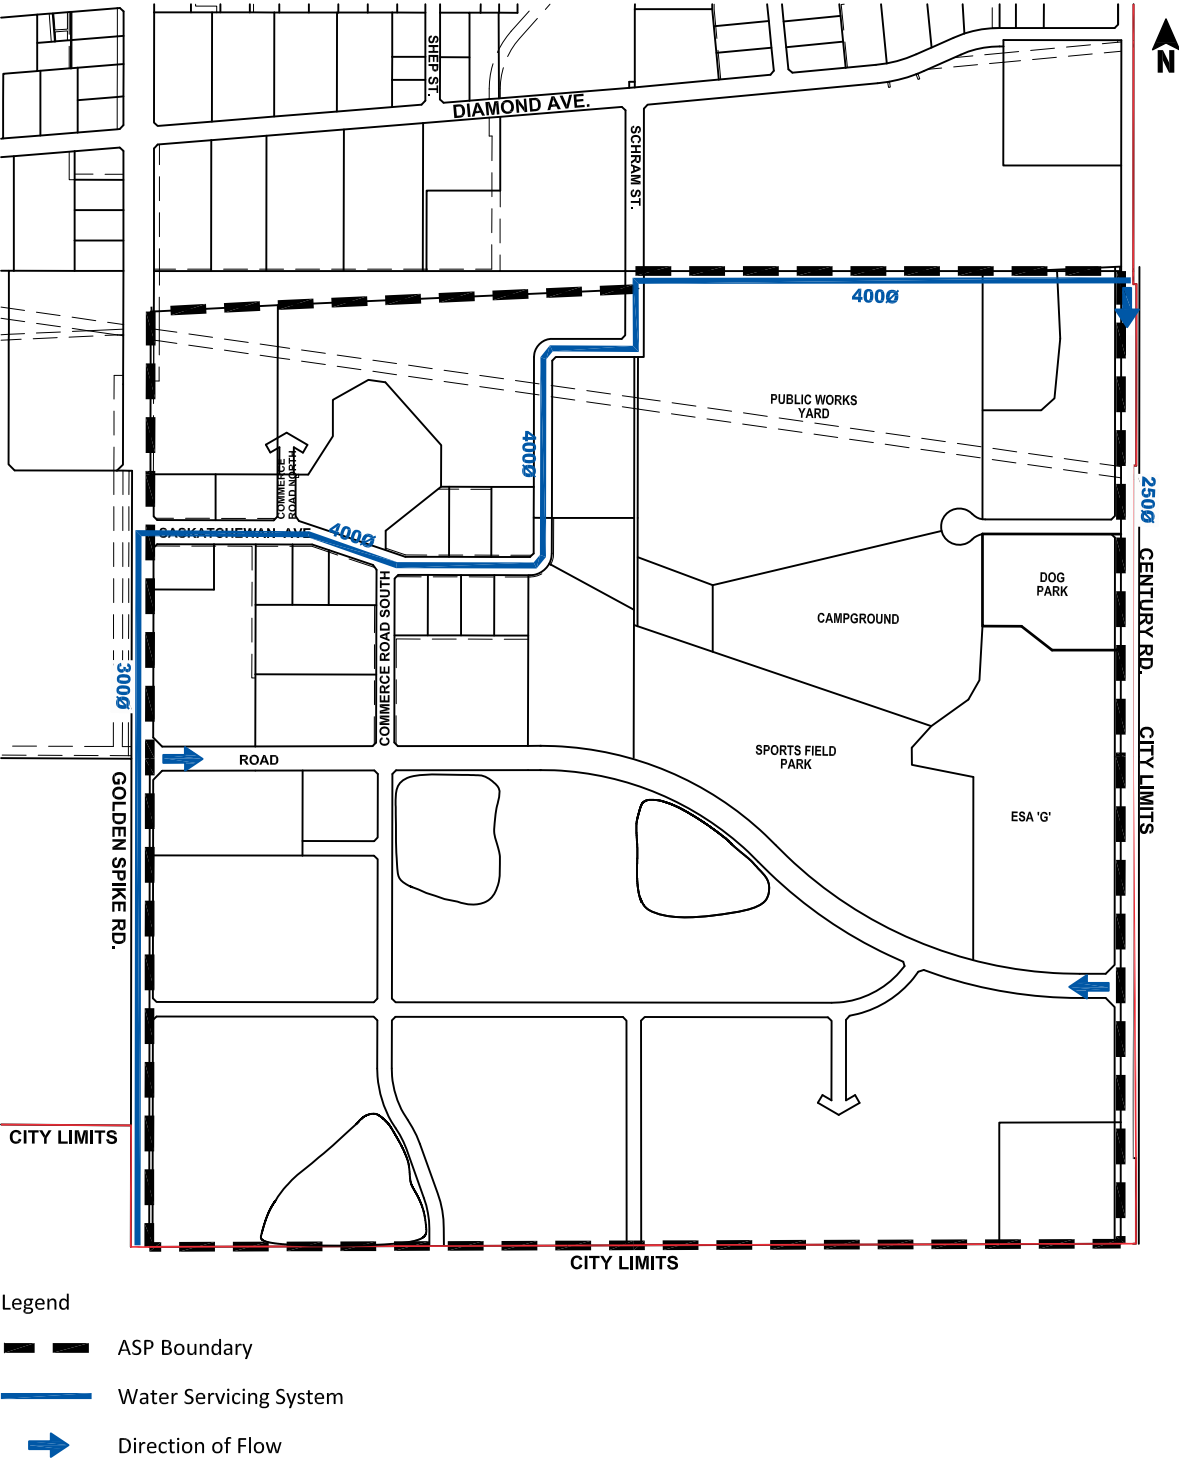 N
SHEP ST.
DIAMOND AVE.
SCHRAM ST.
400Ø
PUBLIC WORKS
YARD
400Ø
COMMERCE
ROAD NORTH
250Ø
SASKATCHEWAN AVE
400Ø
CENTURY RD.
DOG
PARK
CAMPGROUND
COMMERCE ROAD SOUTH
300Ø
CITY LIMITS
SPORTS FIELD
PARK
ROAD
GOLDEN SPIKE RD.
ESA 'G'
CITY LIMITS
CITY LIMITS
Legend
ASP Boundary
Water Servicing System
Direction of Flow